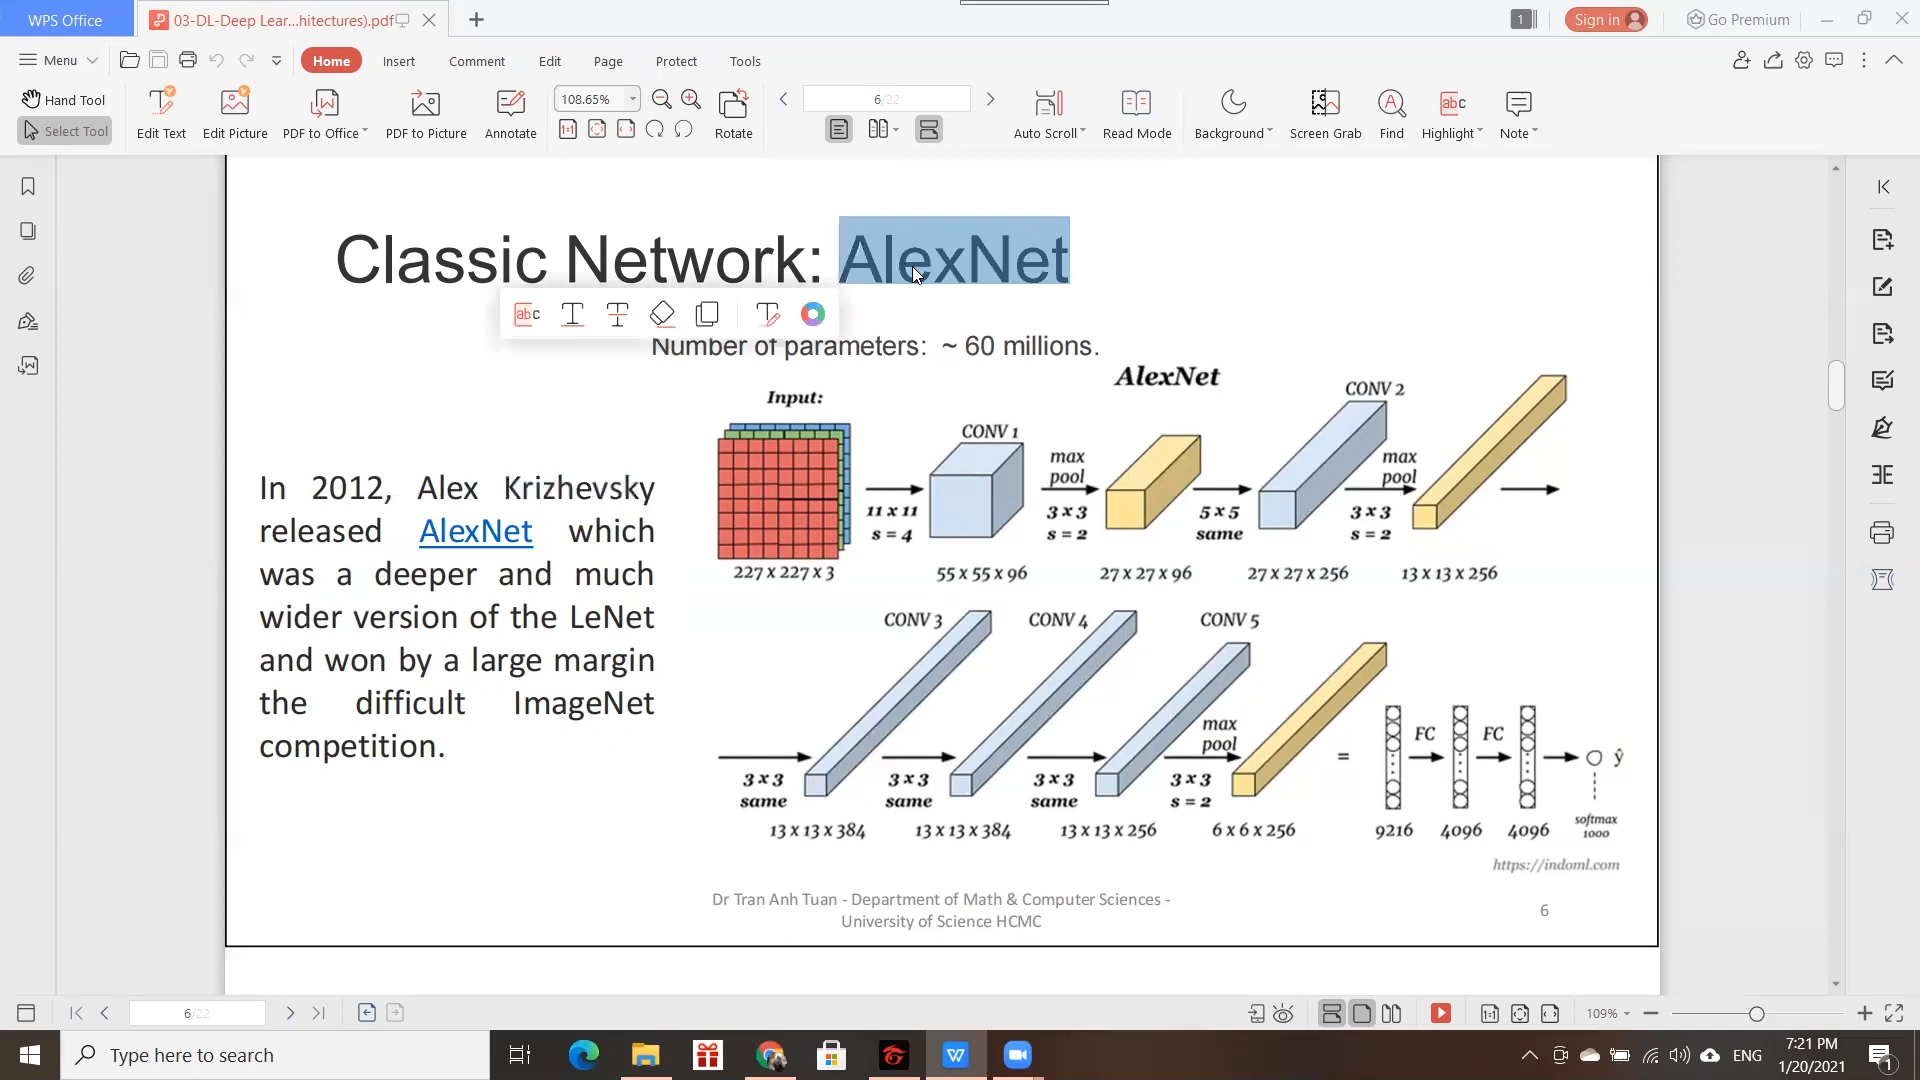 WPS Office
03-DL-Deep Lear...hitectures).pdf
1
Sign in
Go Premium
Menu
Home
Insert
Comment
Edit
Page
Protect
Tools
Hand Tool
Select Tool
Edit Text
Edit Picture
PDF to Office
PDF to Picture
Annotate
108.65%
Rotate
6/22
Auto Scroll
Read Mode
Background
Screen Grab
Find
Highlight
Note
Classic Network: AlexNet
Number of parameters: ~ 60 millions.
In 2012, Alex Krizhevsky
released AlexNet which
was a deeper and much
wider version of the LeNet
and won by a large margin
the difficult ImageNet
competition.
AlexNet
Input:
CONV 1
CONV 2
11 x 11
s = 4
max
pool
3 x 3
s = 2
5 x 5
same
max
pool
3 x 3
s = 2
227 x 227 x 3
55 x 55 x 96
27 x 27 x 96
27 x 27 x 256
13 x 13 x 256
CONV 3
CONV 4
CONV 5
3 x 3
same
3 x 3
same
3 x 3
same
max
pool
3 x 3
s = 2
=
FC
FC
ŷ
13 x 13 x 384
13 x 13 x 384
13 x 13 x 256
6 x 6 x 256
9216
4096
4096
softmax
1000
https://indoml.com
Dr Tran Anh Tuan - Department of Math & Computer Sciences -
University of Science HCMC
6
6/22
109%
Type here to search
ENG
7:21 PM
1/20/2021
1